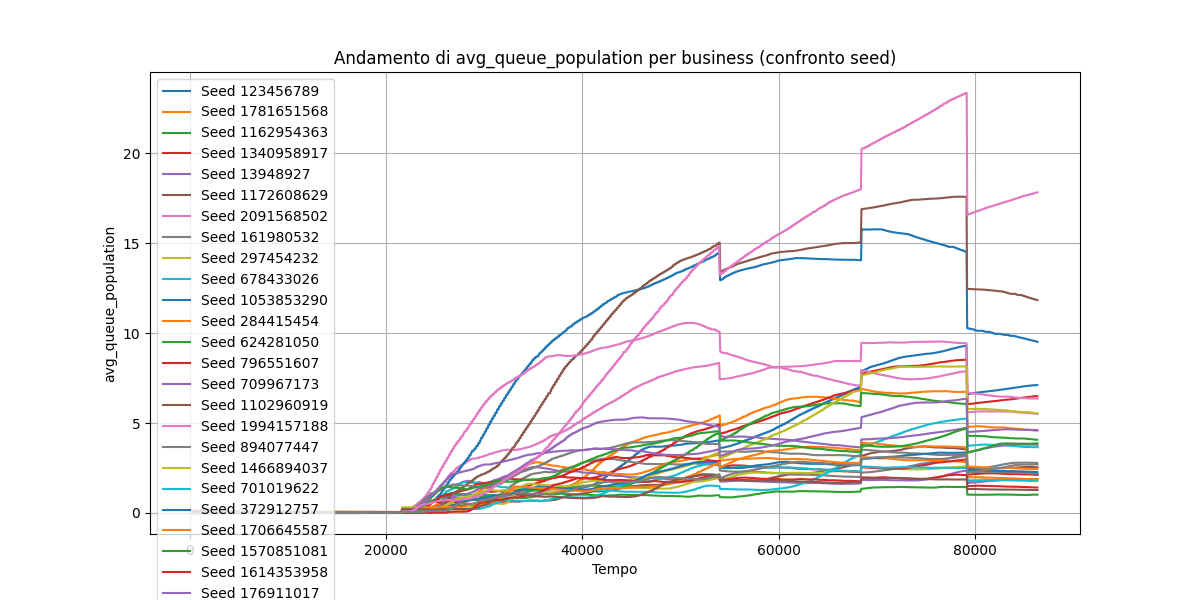 Andamento di avg_queue_population per business (confronto seed)
avg_queue_population
20
15
10
5
0
Seed 123456789
Seed 1781651568
Seed 1162954363
Seed 1340958917
Seed 13948927
Seed 1172608629
Seed 2091568502
Seed 161980532
Seed 297454232
Seed 678433026
Seed 1053853290
Seed 284415454
Seed 624281050
Seed 796551607
Seed 709967173
Seed 1102960919
Seed 1994157188
Seed 894077447
Seed 1466894037
Seed 701019622
Seed 372912757
Seed 1706645587
Seed 1570851081
Seed 1614353958
Seed 176911017
0
20000
40000
60000
80000
Tempo